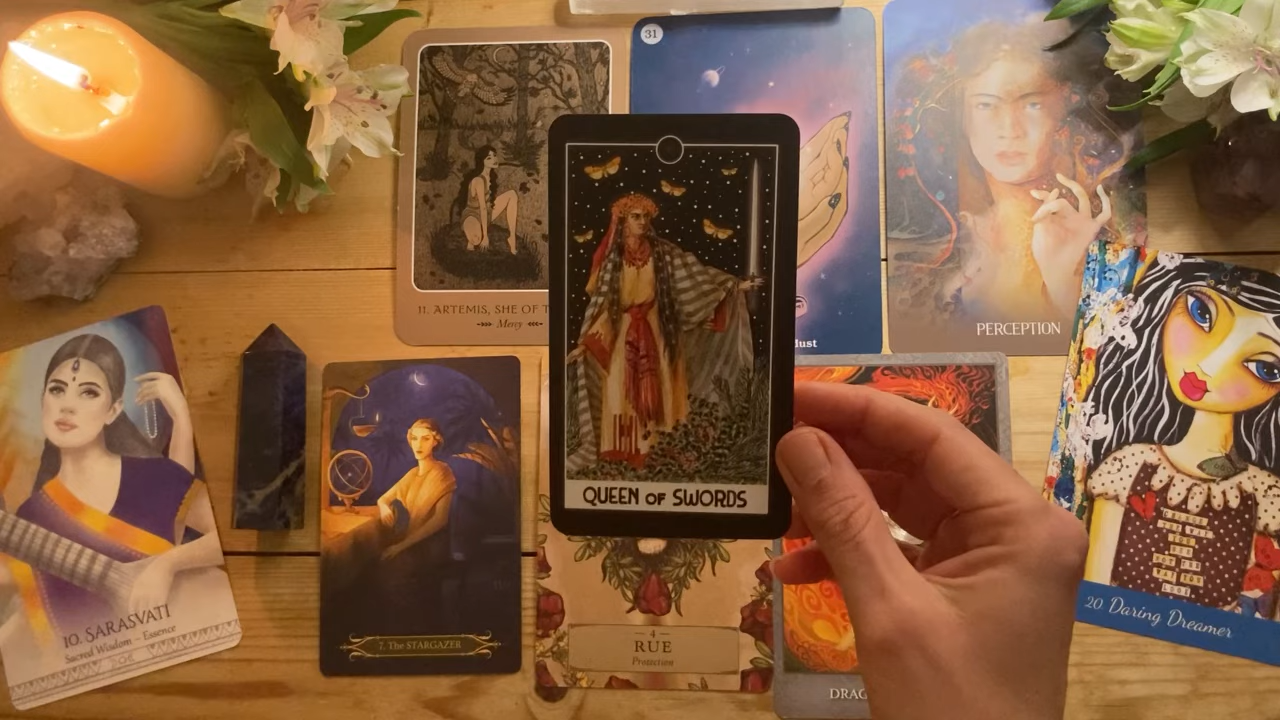 31
11. ARTEMIS, SHE OF T
Mercy
ust
PERCEPTION
QUEEN OF SWORDS
10. SARASVATI
Sacred Wisdom - Essence
7. The STARGAZER
4
RUE
Protection
DRAG
20 Daring Dreamer